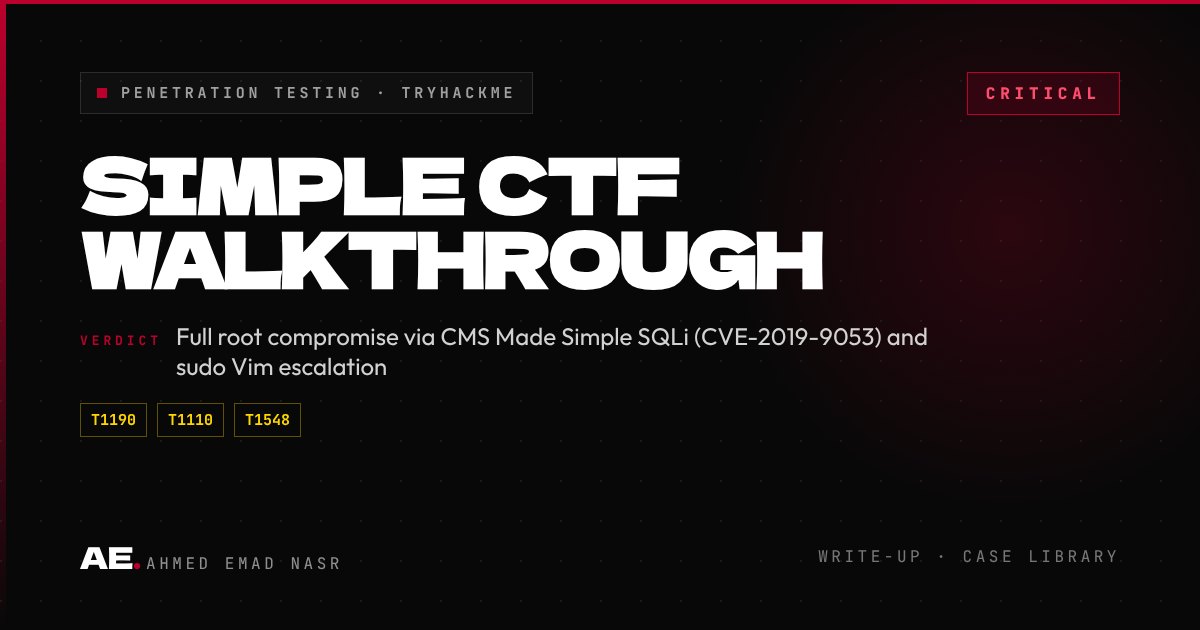 PENETRATION TESTING · TRYHACKME
CRITICAL
SIMPLE CTF
WALKTHROUGH
VERDICT Full root compromise via CMS Made Simple SQLi (CVE-2019-9053) and
sudo Vim escalation
T1190 T1110 T1548
AE. AHMED EMAD NASR
WRITE-UP · CASE LIBRARY